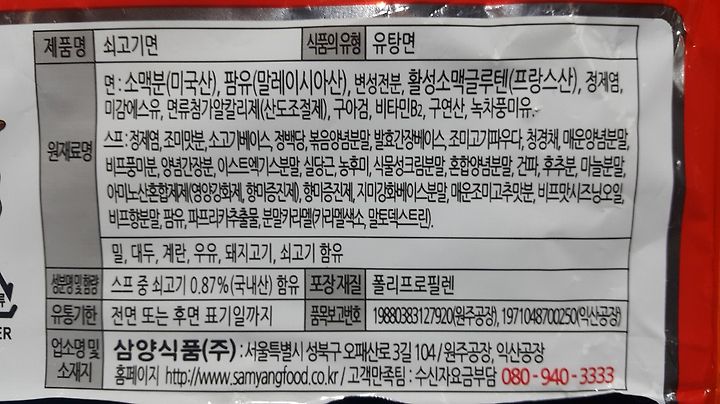 제품명 쇠고기면 식품의 유형 유탕면
원재료명
면 : 소맥분(미국산), 팜유(말레이시아산), 변성전분, 활성소맥글루텐(프랑스산), 정제염,
미감에스유, 면류첨가알칼리제(산도조절제), 구아검, 비타민B₂, 구연산, 녹차풍미유.
스프 : 정제염, 조미맛분, 소고기베이스, 정백당, 볶음양념분말, 발효간장베이스, 조미고기파우다, 청경채, 매운양념분말,
비프풍미분, 양념간장분, 이스트엑기스분말, 실당근, 농후미, 식물성크림분말, 혼합양념분말, 건파, 후추분, 마늘분말,
아미노산혼합제제(영양강화제, 향미증진제), 향미증진제, 지미강화베이스분말, 매운조미고추맛분, 비프맛시즈닝오일,
비프향분말, 팜유, 파프리카추출물, 분말카라멜(카라멜색소, 말토덱스트린).
밀, 대두, 계란, 우유, 돼지고기, 쇠고기 함유
성분명 및 함량 스프 중 쇠고기 0.87% (국내산) 함유 포장재질 폴리프로필렌
유통기한 전면 또는 후면 표기일까지 품목보고번호 19880383127920(원주공장), 1971048700250(익산공장)
업소명 및 소재지
삼양식품(주) : 서울특별시 성북구 오패산로 3길 104 / 원주공장, 익산공장
홈페이지 http://www.samyangfood.co.kr / 고객만족팀 : 수신자요금부담 080-940-3333
류
ER